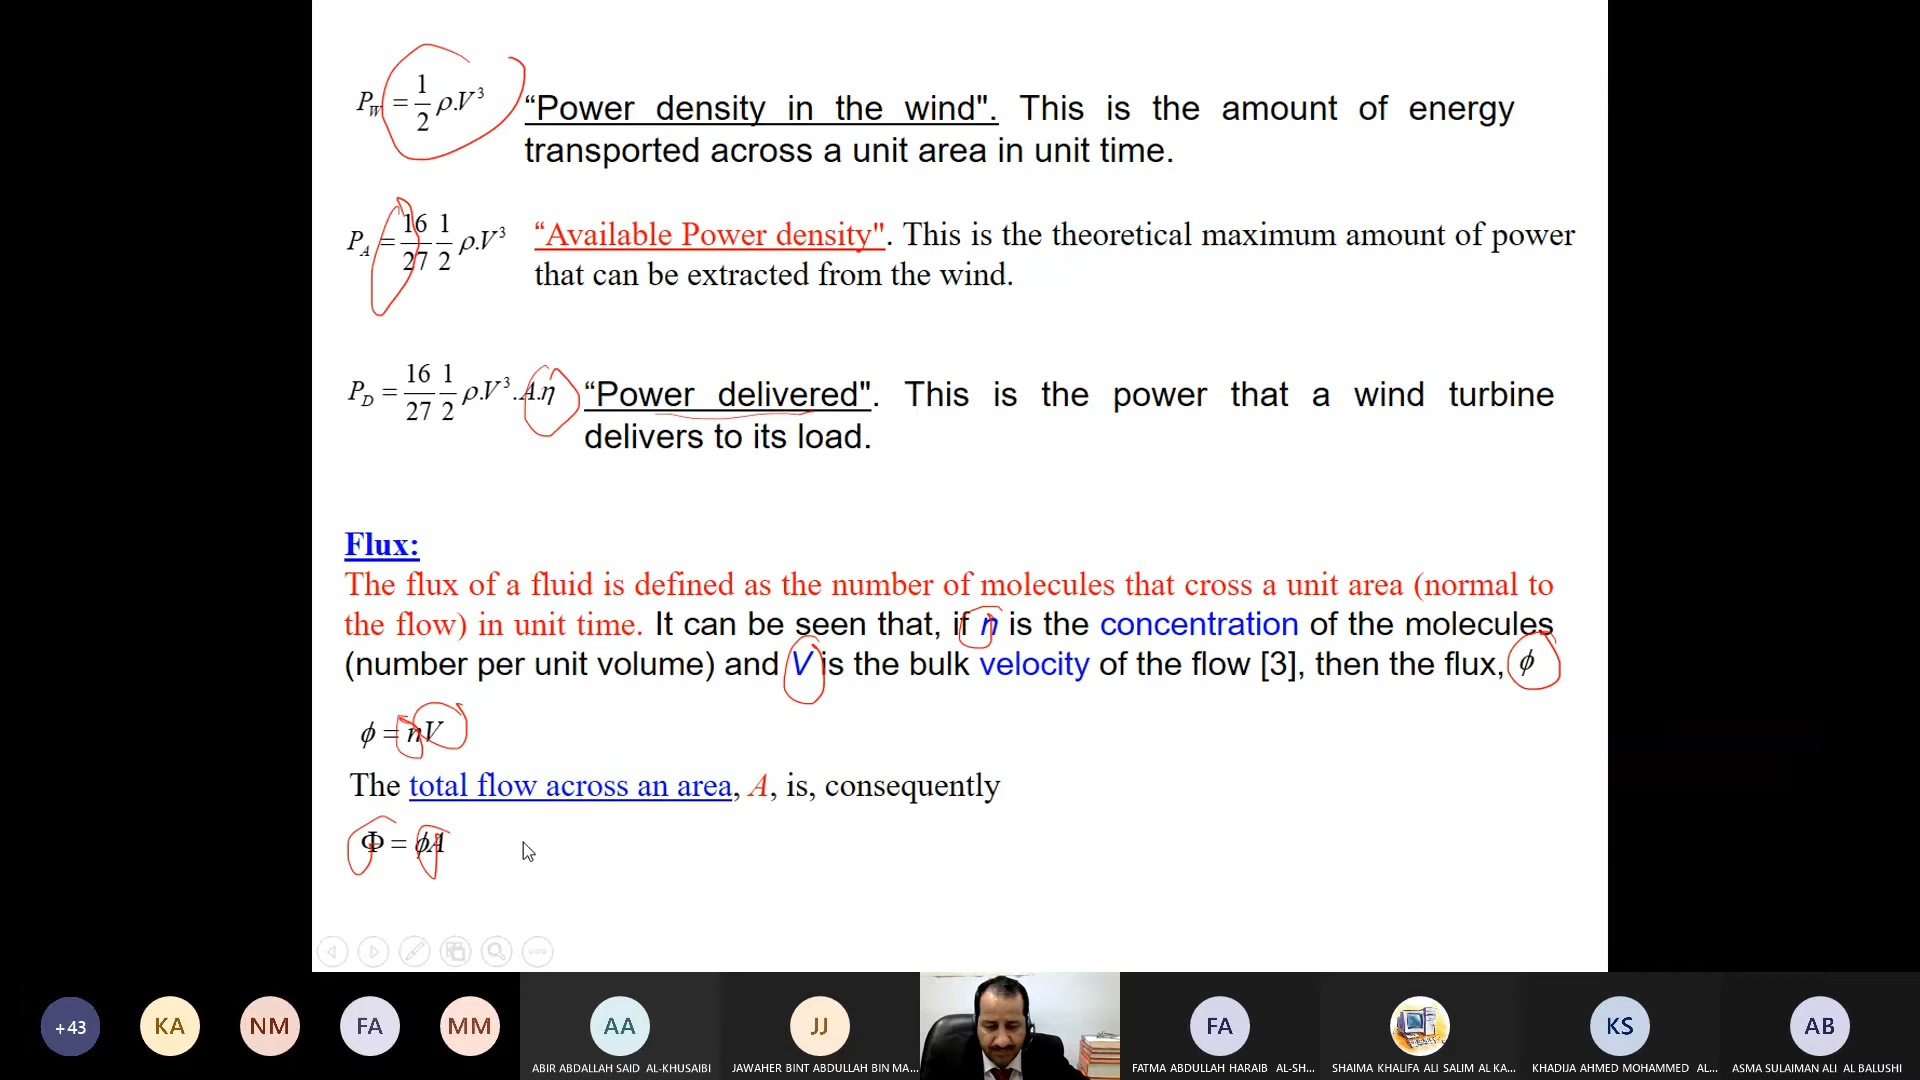 P_W = 1/2 ρ.V³ “Power density in the wind". This is the amount of energy
transported across a unit area in unit time.
P_A = 16/27 1/2 ρ.V³ “Available Power density". This is the theoretical maximum amount of power
that can be extracted from the wind.
P_D = 16/27 1/2 ρ.V³.A.η “Power delivered". This is the power that a wind turbine
delivers to its load.
Flux:
The flux of a fluid is defined as the number of molecules that cross a unit area (normal to
the flow) in unit time. It can be seen that, if n is the concentration of the molecules
(number per unit volume) and V is the bulk velocity of the flow [3], then the flux, ϕ
ϕ = nV
The total flow across an area, A, is, consequently
Φ = ϕA
+43 KA NM FA MM AA JJ FA KS AB
ABIR ABDALLAH SAID AL-KHUSAIBI JAWAHER BINT ABDULLAH BIN MA... FATMA ABDULLAH HARAIB AL-SH... SHAIMA KHALIFA ALI SALIM AL KA... KHADIJA AHMED MOHAMMED AL... ASMA SULAIMAN ALI AL BALUSHI